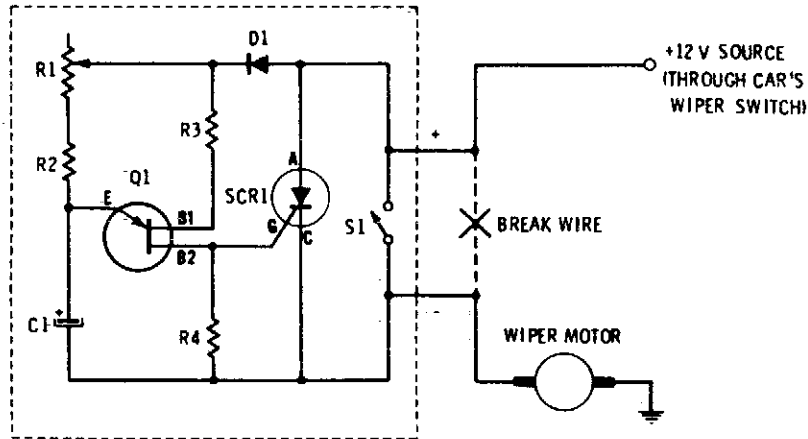 D1
+12 V SOURCE
(THROUGH CAR'S
WIPER SWITCH)
R1
R3
+
R2
A
Q1
SCR1
E
B1
G
C
S1
BREAK WIRE
B2
+
C1
R4
-
WIPER MOTOR